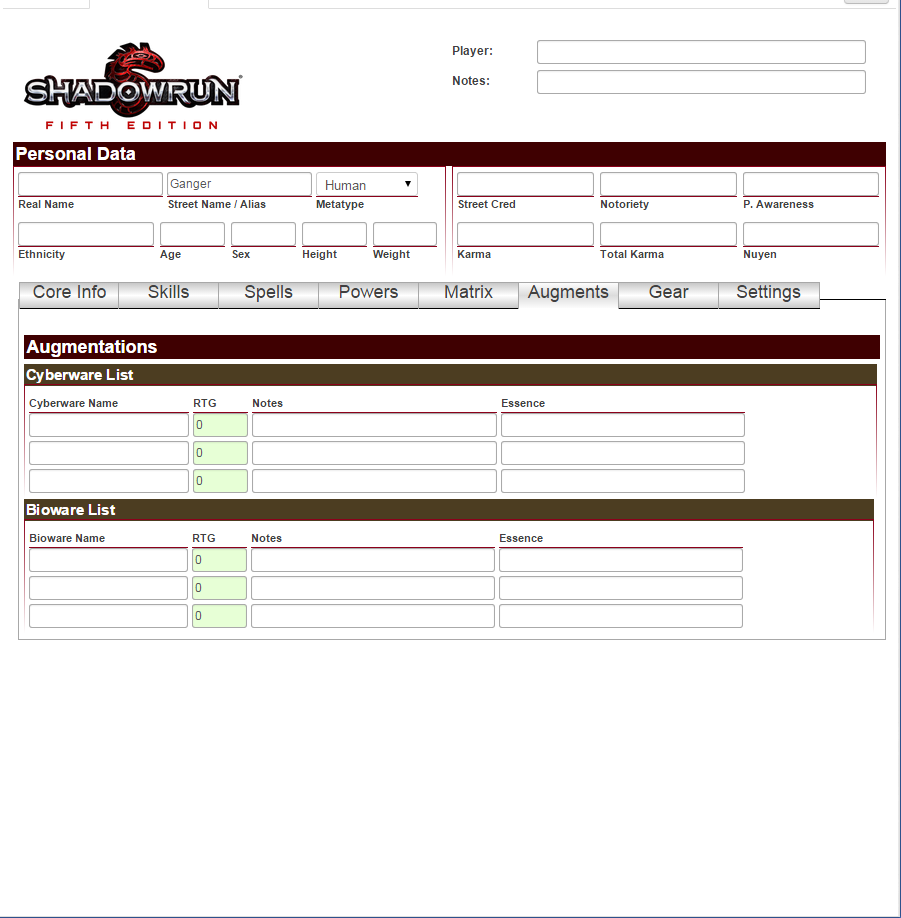 Player:
Notes:
SHADOWRUN
FIFTH EDITION
Personal Data
Ganger Human
Real Name Street Name / Alias Metatype Street Cred Notoriety P. Awareness
Ethnicity Age Sex Height Weight Karma Total Karma Nuyen
Core Info Skills Spells Powers Matrix Augments Gear Settings
Augmentations
Cyberware List
Cyberware Name RTG Notes Essence
0
0
0
Bioware List
Bioware Name RTG Notes Essence
0
0
0